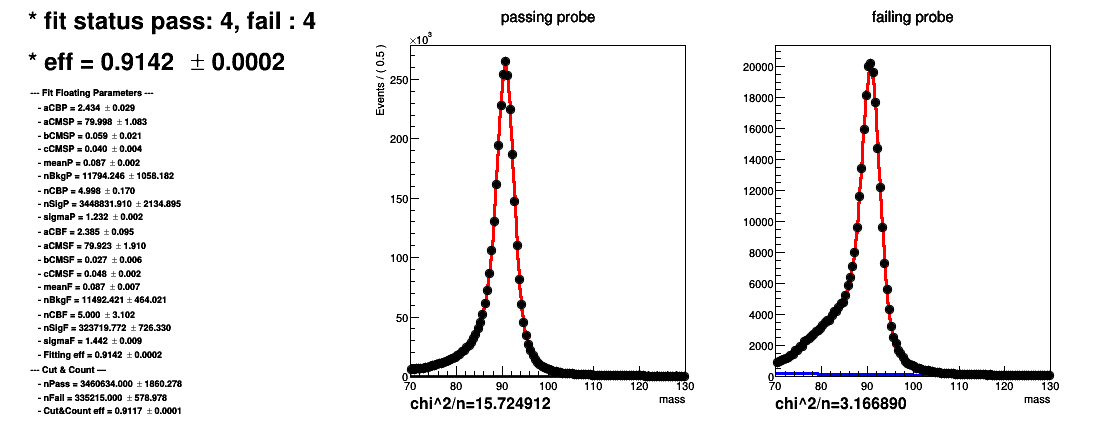 * fit status pass: 4, fail : 4
* eff = 0.9142 ± 0.0002
--- Fit Floating Parameters ---
- aCBP = 2.434 ± 0.029
- aCMSP = 79.998 ± 1.083
- bCMSP = 0.059 ± 0.021
- cCMSP = 0.040 ± 0.004
- meanP = 0.087 ± 0.002
- nBkgP = 11794.246 ± 1058.182
- nCBP = 4.998 ± 0.170
- nSigP = 3448831.910 ± 2134.895
- sigmaP = 1.232 ± 0.002
- aCBF = 2.385 ± 0.095
- aCMSF = 79.923 ± 1.910
- bCMSF = 0.027 ± 0.006
- cCMSF = 0.048 ± 0.002
- meanF = 0.087 ± 0.007
- nBkgF = 11492.421 ± 464.021
- nCBF = 5.000 ± 3.102
- nSigF = 323719.772 ± 726.330
- sigmaF = 1.442 ± 0.009
- Fitting eff = 0.9142 ± 0.0002
--- Cut & Count ---
- nPass = 3460634.000 ± 1860.278
- nFail = 335215.000 ± 578.978
- Cut&Count eff = 0.9117 ± 0.0001
passing probe
×10³
Events / ( 0.5 )
250
200
150
100
50
0
70 80 90 100 110 120 130
mass
chi^2/n=15.724912
failing probe
20000
18000
16000
14000
12000
10000
8000
6000
4000
2000
0
70 80 90 100 110 120 130
mass
chi^2/n=3.166890